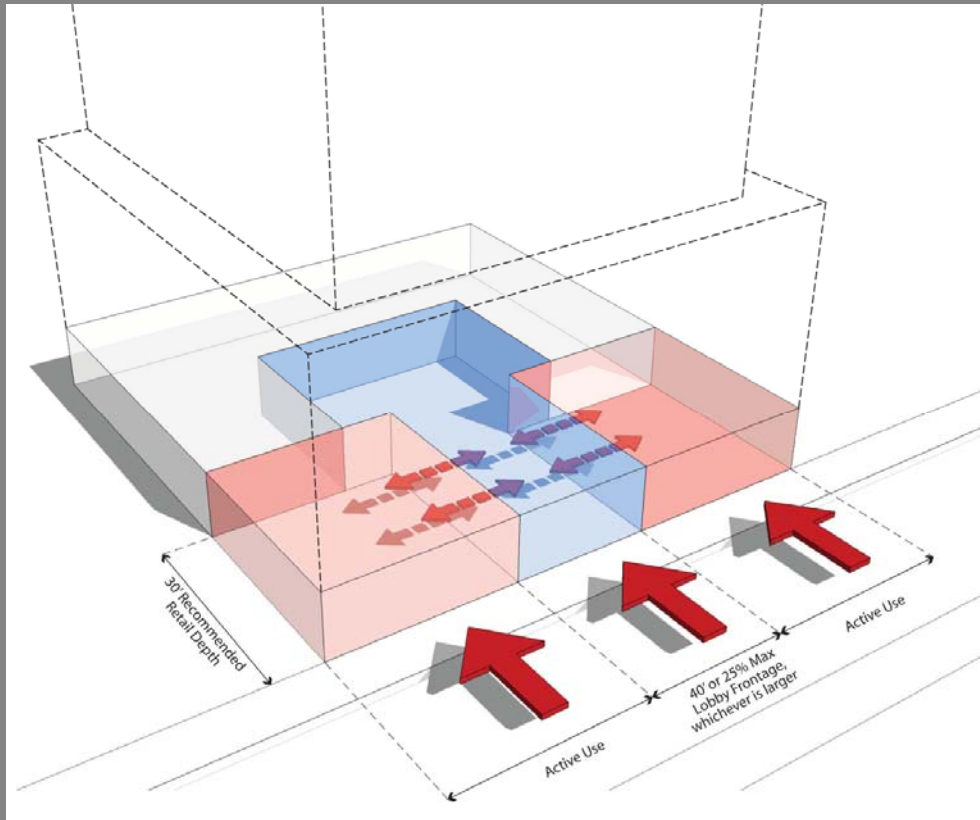 30' Recommended
Retail Depth
Active Use
40' or 25% Max
Lobby Frontage,
whichever is larger
Active Use